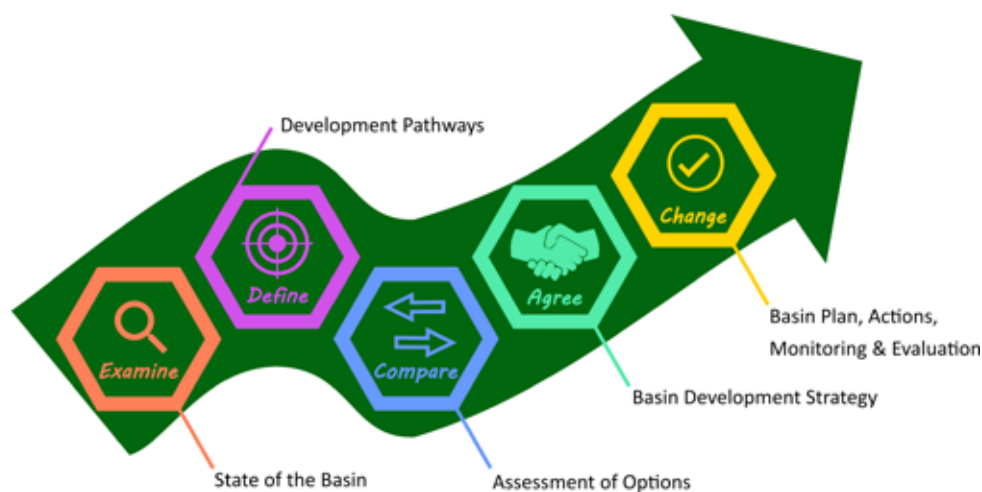 Development Pathways
Change
Define
Agree
Basin Plan, Actions,
Monitoring & Evaluation
Examine
Compare
Basin Development Strategy
State of the Basin
Assessment of Options